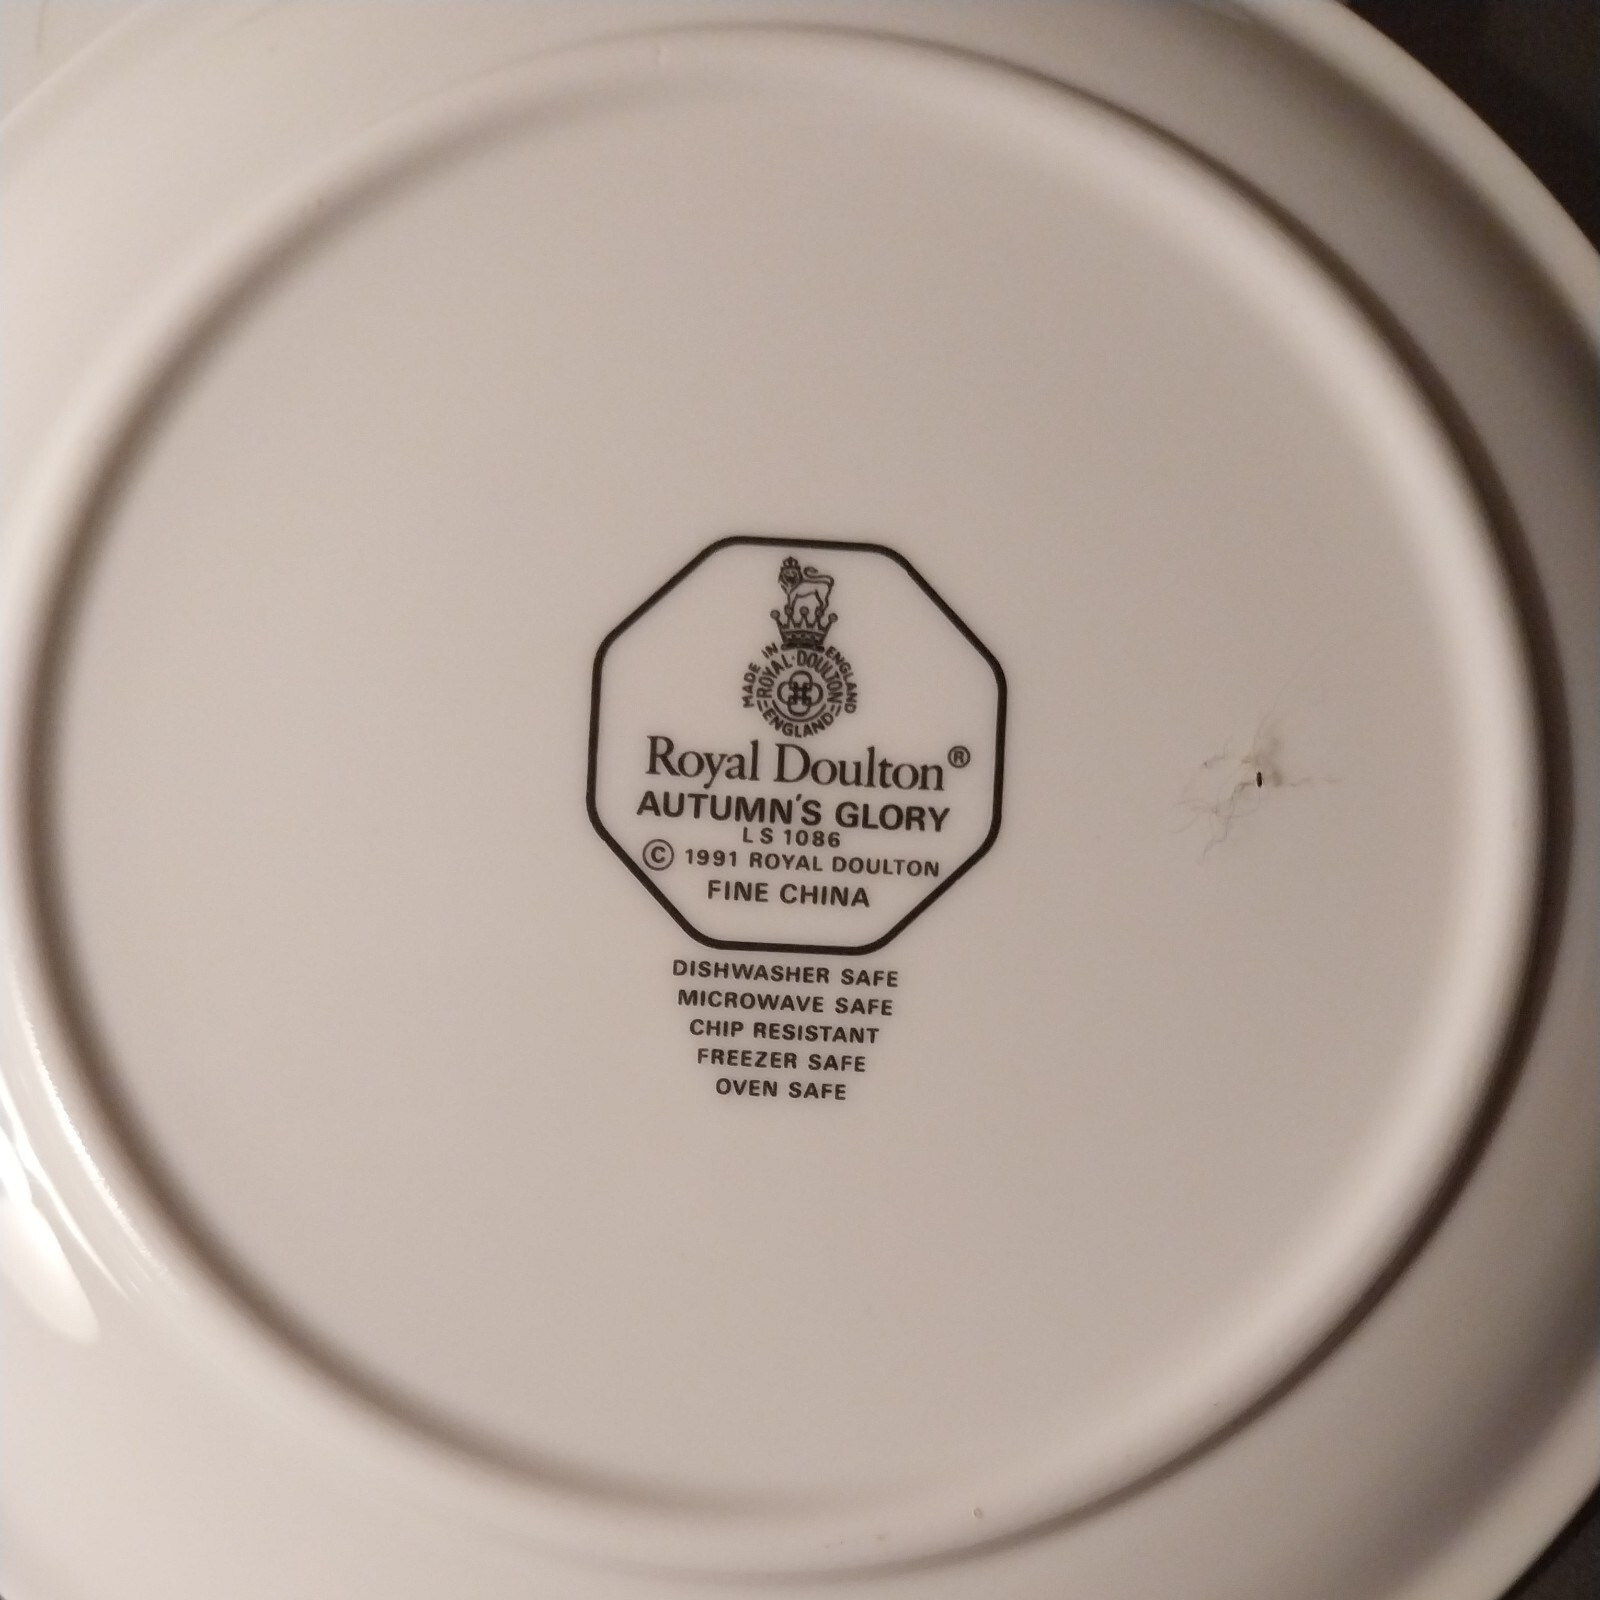 MADE IN ENGLAND
ROYAL·DOULTON
ENGLAND
Royal Doulton®
AUTUMN'S GLORY
LS 1086
© 1991 ROYAL DOULTON
FINE CHINA
DISHWASHER SAFE
MICROWAVE SAFE
CHIP RESISTANT
FREEZER SAFE
OVEN SAFE